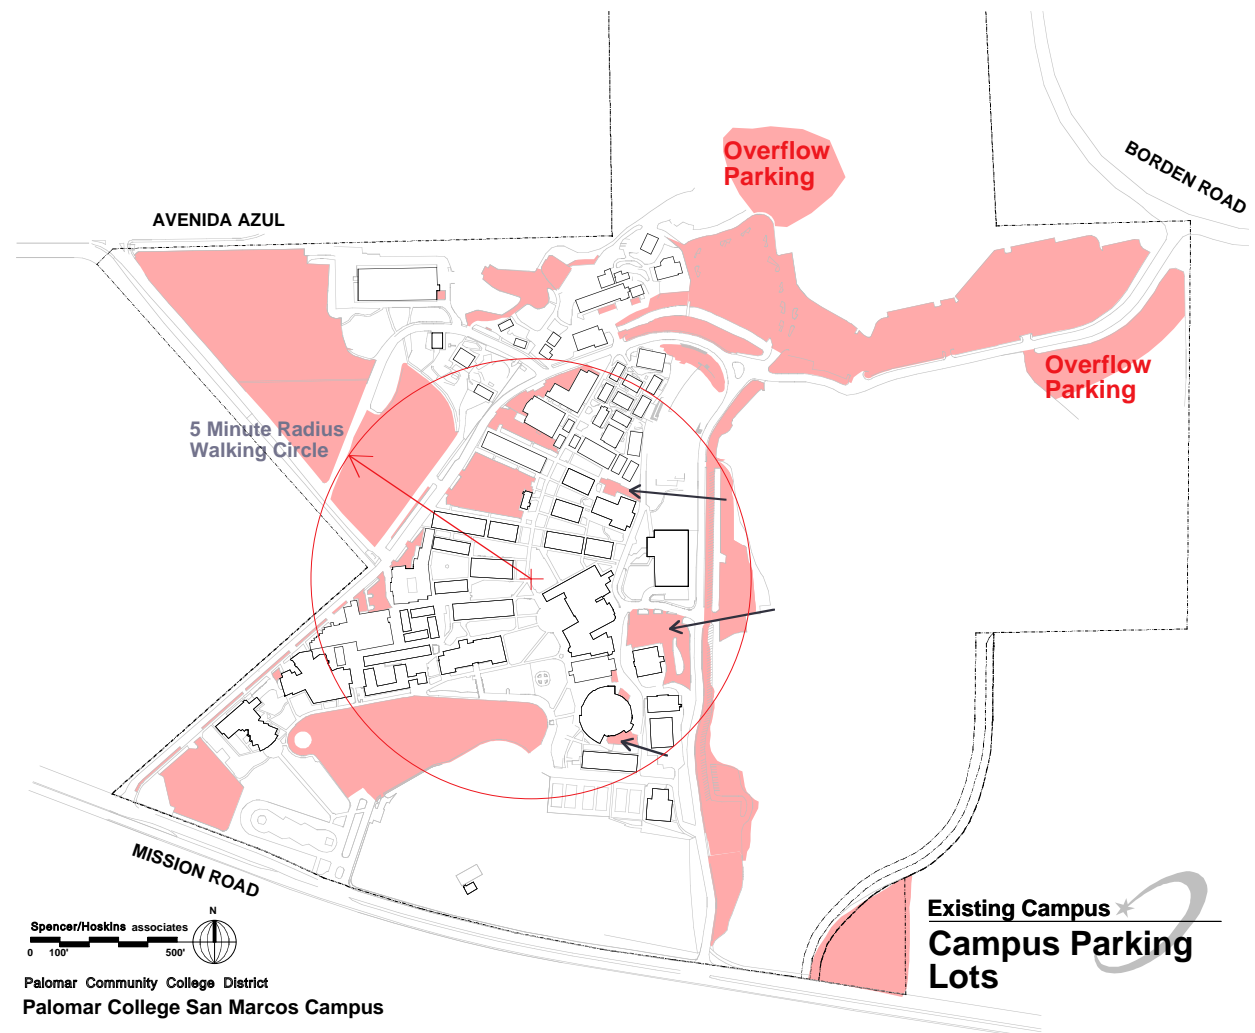 Overflow
Parking
BORDEN ROAD
AVENIDA AZUL
Overflow
Parking
5 Minute Radius
Walking Circle
MISSION ROAD
N
Spencer/Hoskins associates
0 100' 500'
Palomar Community College District
Palomar College San Marcos Campus
Existing Campus
Campus Parking
Lots